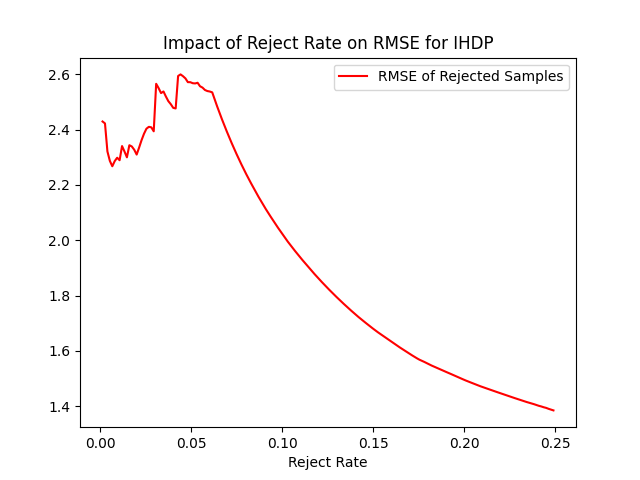 Impact of Reject Rate on RMSE for IHDP
RMSE of Rejected Samples
2.6
2.4
2.2
2.0
1.8
1.6
1.4
0.00 0.05 0.10 0.15 0.20 0.25
Reject Rate